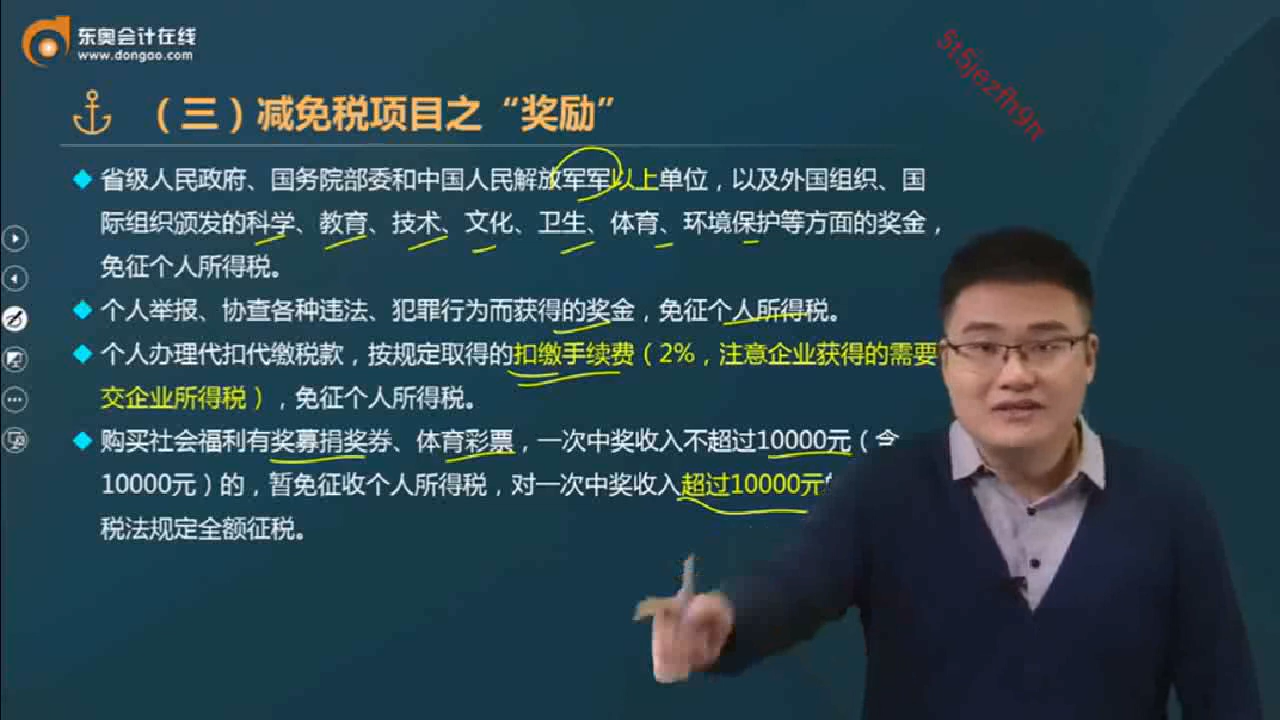 东奥会计在线
www.dongao.com
5t5jezfh9n
（三）减免税项目之“奖励”
省级人民政府、国务院部委和中国人民解放军军以上单位，以及外国组织、国
际组织颁发的科学、教育、技术、文化、卫生、体育、环境保护等方面的奖金，
免征个人所得税。
个人举报、协查各种违法、犯罪行为而获得的奖金，免征个人所得税。
个人办理代扣代缴税款，按规定取得的扣缴手续费（2%，注意企业获得的需要
交企业所得税），免征个人所得税。
购买社会福利有奖募捐奖券、体育彩票，一次中奖收入不超过10000元（含
10000元）的，暂免征收个人所得税，对一次中奖收入超过10000元
税法规定全额征税。